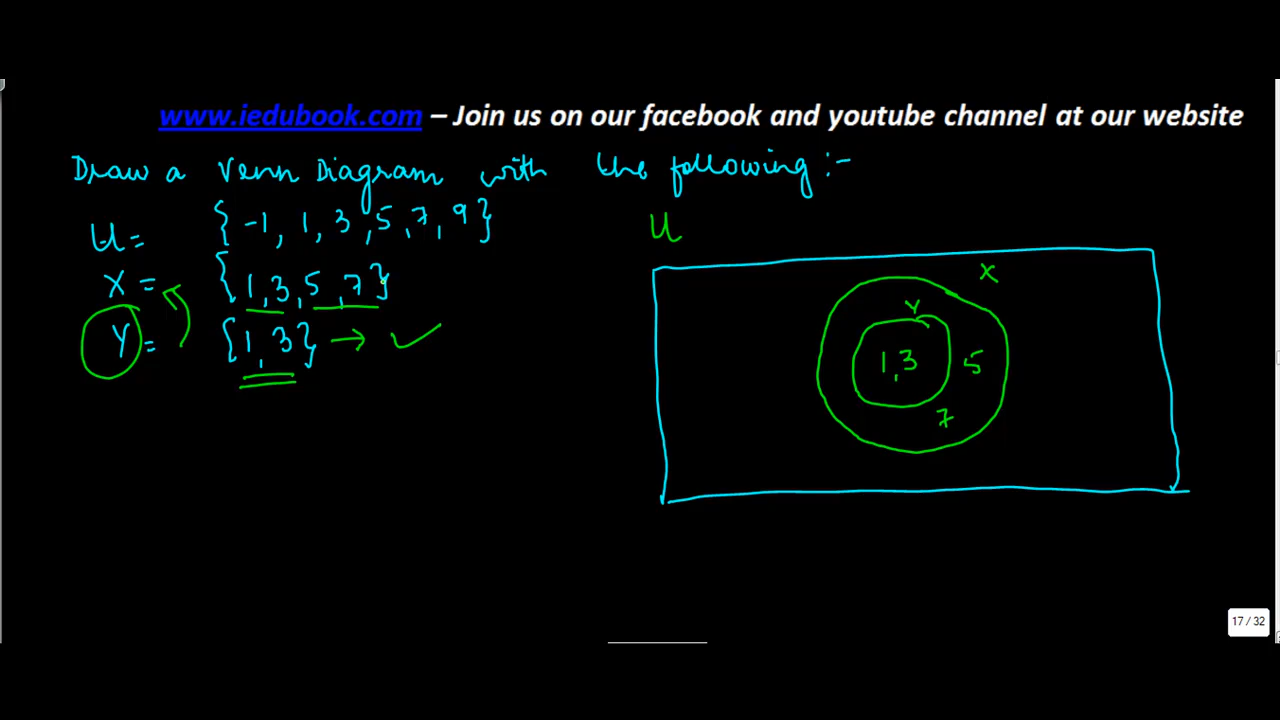 www.iedubook.com – Join us on our facebook and youtube channel at our website
Draw a Venn Diagram with the following :-
U = { -1, 1, 3, 5, 7, 9 }
X = { 1, 3, 5, 7 }
Y = { 1, 3 } → ✓
U
X
Y
1, 3
5
7
17 / 32